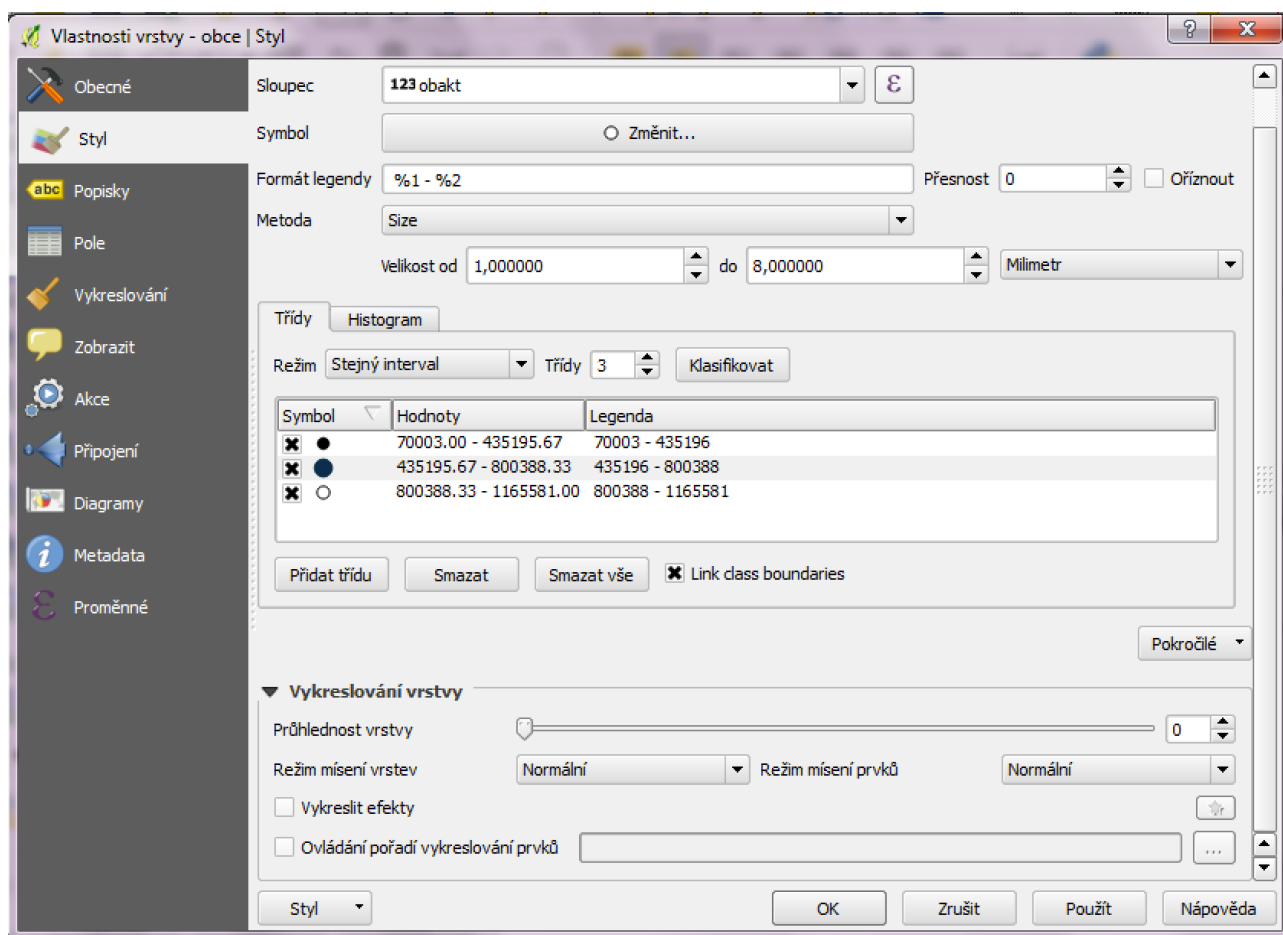 Vlastnosti vrstvy - obce | Styl
Obecné
Styl
abc Popisky
Pole
Vykreslování
Zobrazit
Akce
Připojení
Diagramy
i Metadata
ε Proměnné
Sloupec 123 obakt ε
Symbol Změnit...
Formát legendy %1 - %2 Přesnost 0 Oříznout
Metoda Size
Velikost od 1,000000 do 8,000000 Milimetr
Třídy Histogram
Režim Stejný interval Třídy 3 Klasifikovat
Symbol Hodnoty Legenda
70003.00 - 435195.67 70003 - 435196
435195.67 - 800388.33 435196 - 800388
800388.33 - 1165581.00 800388 - 1165581
Přidat třídu Smazat Smazat vše Link class boundaries
Pokročilé
Vykreslování vrstvy
Průhlednost vrstvy 0
Režim mísení vrstev Normální Režim mísení prvků Normální
Vykreslit efekty
Ovládání pořadí vykreslování prvků ...
Styl OK Zrušit Použít Nápověda